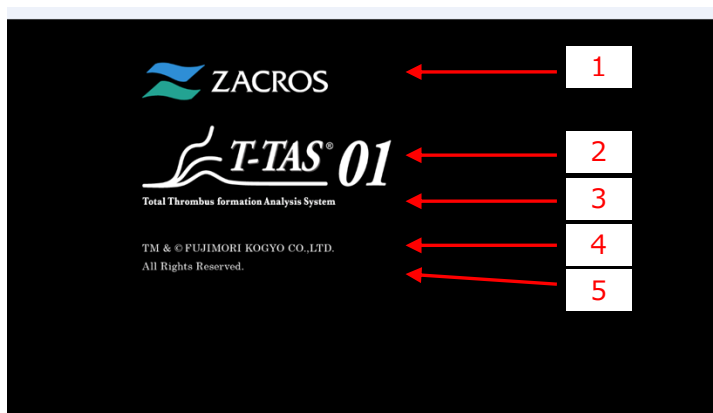 ZACROS
1
T-TAS® 01
2
Total Thrombus formation Analysis System
3
TM & © FUJIMORI KOGYO CO.,LTD.
4
All Rights Reserved.
5